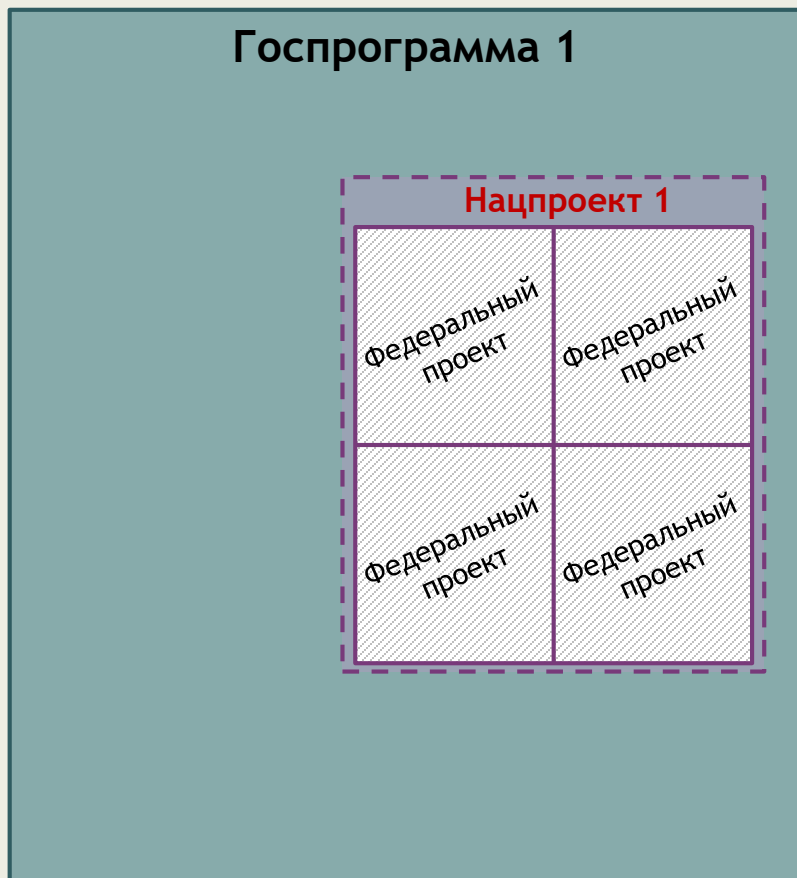 Госпрограмма 1
Нацпроект 1
Федеральный
проект
Федеральный
проект
Федеральный
проект
Федеральный
проект